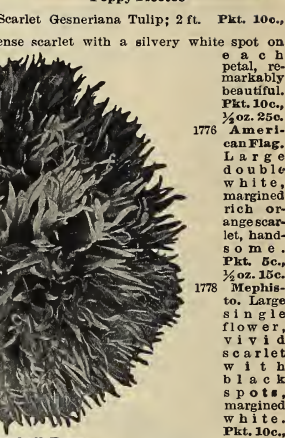 Scarlet Gesneriana Tulip; 2 ft. Pkt. 10c.,
ense scarlet with a silvery white spot on
each
petal, re-
markably
beautiful.
Pkt. 10c.,
½oz. 25c.
1776 Ameri-
can Flag.
Large
double
white,
margined
rich or-
ange scar-
let, hand-
some.
Pkt. 5c.,
½oz. 15c.
1778 Mephis-
to. Large
single
flower,
vivid
scarlet
with
black
spots,
margined
white.
Pkt. 10c.,